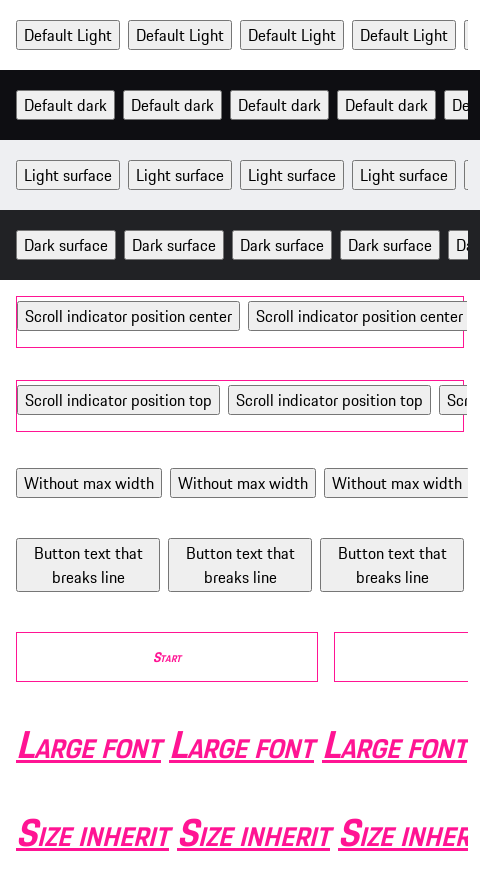 Default Light Default Light Default Light Default Light
Default dark Default dark Default dark Default dark De
Light surface Light surface Light surface Light surface
Dark surface Dark surface Dark surface Dark surface Da
Scroll indicator position center Scroll indicator position center
Scroll indicator position top Scroll indicator position top Scr
Without max width Without max width Without max width
Button text that Button text that Button text that
breaks line breaks line breaks line
Start
Large font Large font Large font
Size inherit Size inherit Size inher